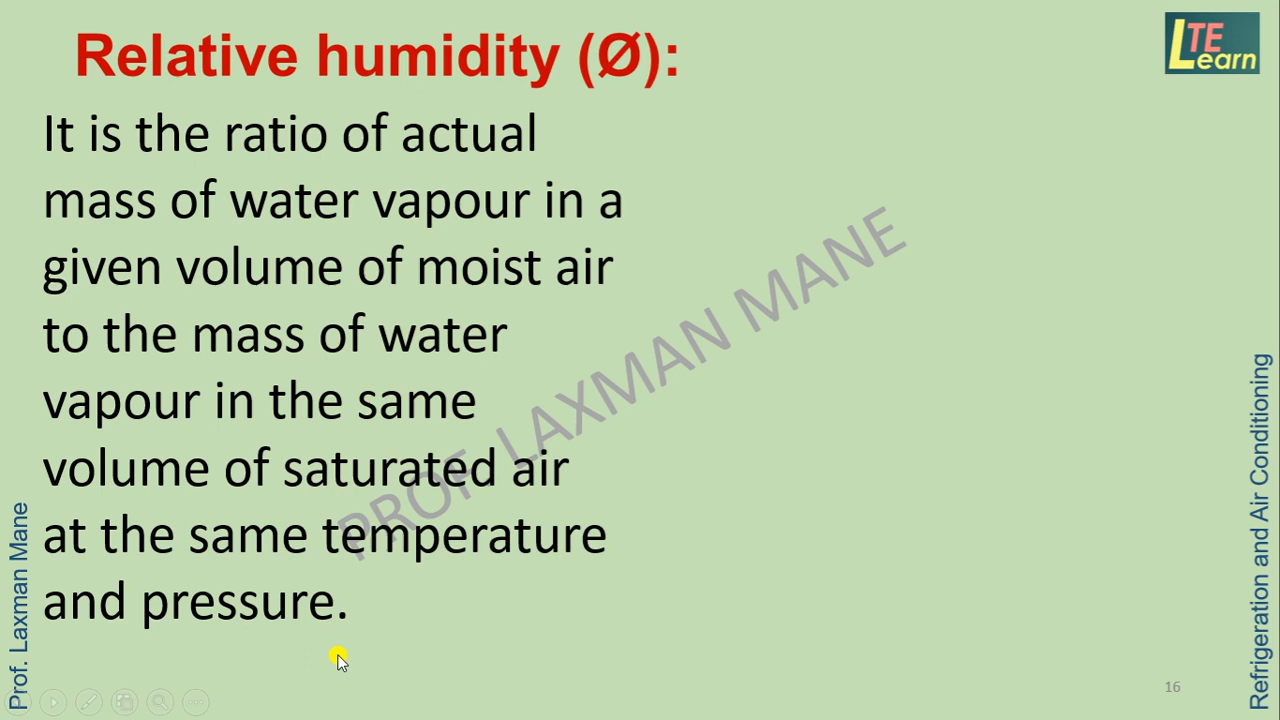 Relative humidity (Ø):
LTE
Learn
It is the ratio of actual
mass of water vapour in a
given volume of moist air
to the mass of water
vapour in the same
volume of saturated air
at the same temperature
and pressure.
PROF LAXMAN MANE
Prof. Laxman Mane
Refrigeration and Air Conditioning
16